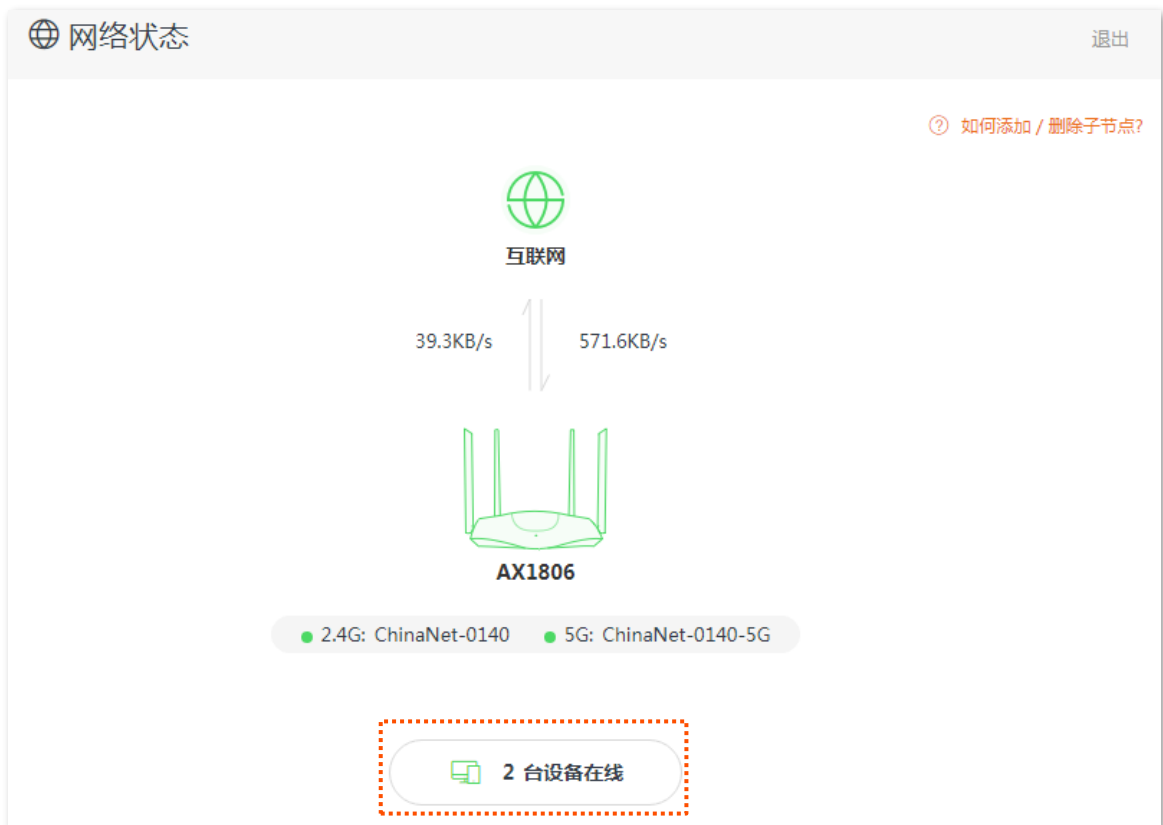 网络状态
退出
如何添加 / 删除子节点?
互联网
39.3KB/s 571.6KB/s
AX1806
2.4G: ChinaNet-0140 5G: ChinaNet-0140-5G
2 台设备在线